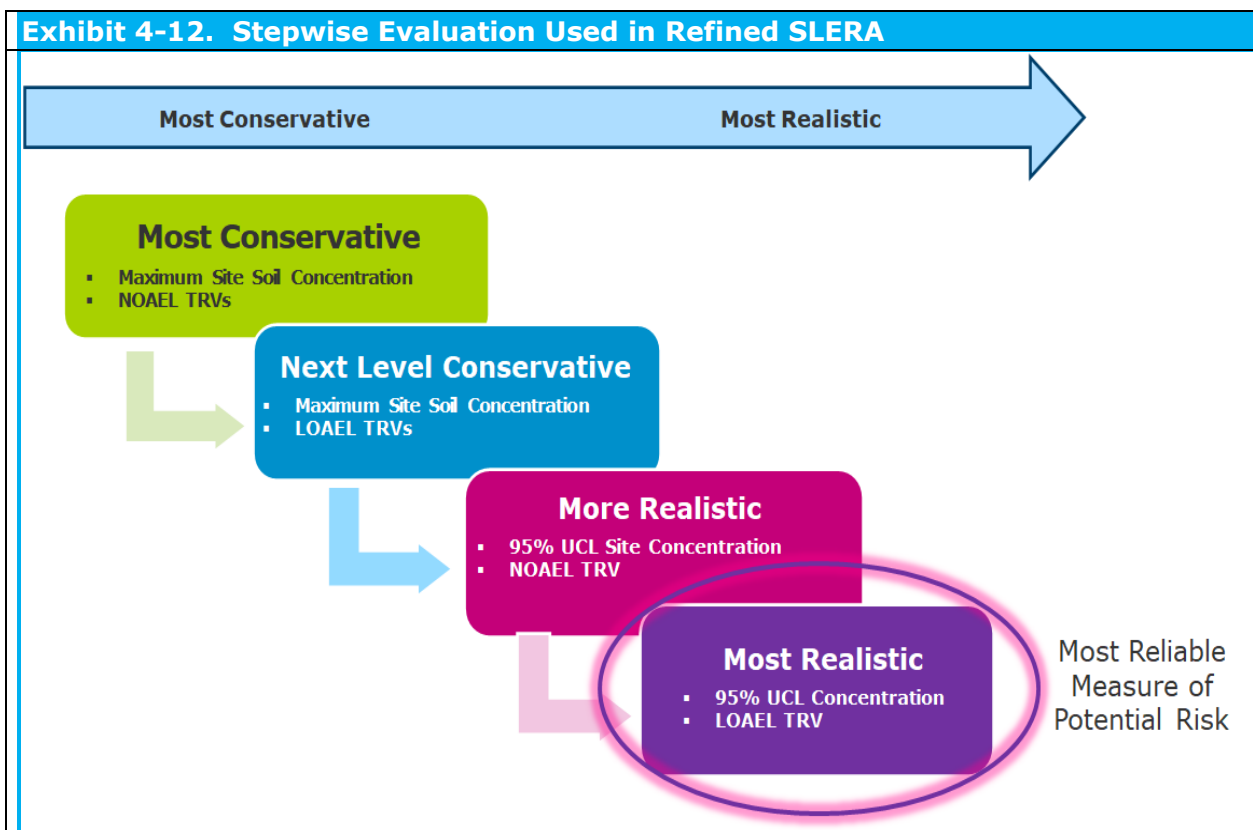 Exhibit 4-12. Stepwise Evaluation Used in Refined SLERA
Most Conservative
Most Realistic
Most Conservative
▪ Maximum Site Soil Concentration
▪ NOAEL TRVs
Next Level Conservative
▪ Maximum Site Soil Concentration
▪ LOAEL TRVs
More Realistic
▪ 95% UCL Site Concentration
▪ NOAEL TRV
Most Realistic
▪ 95% UCL Concentration
▪ LOAEL TRV
Most Reliable
Measure of
Potential Risk